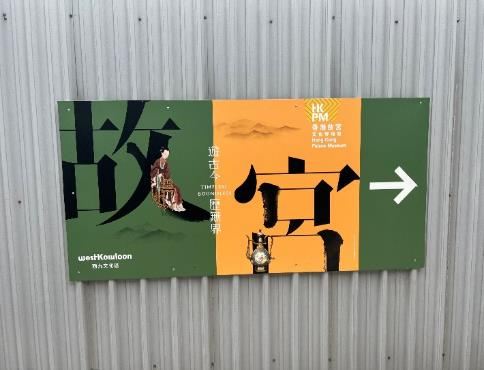 故宮
遊古今
TIMELESS
BOUNDLESS
歷無界
HK
PM
香港故宮
文化博物館
Hong Kong
Palace Museum
westKowloon
西九文化區